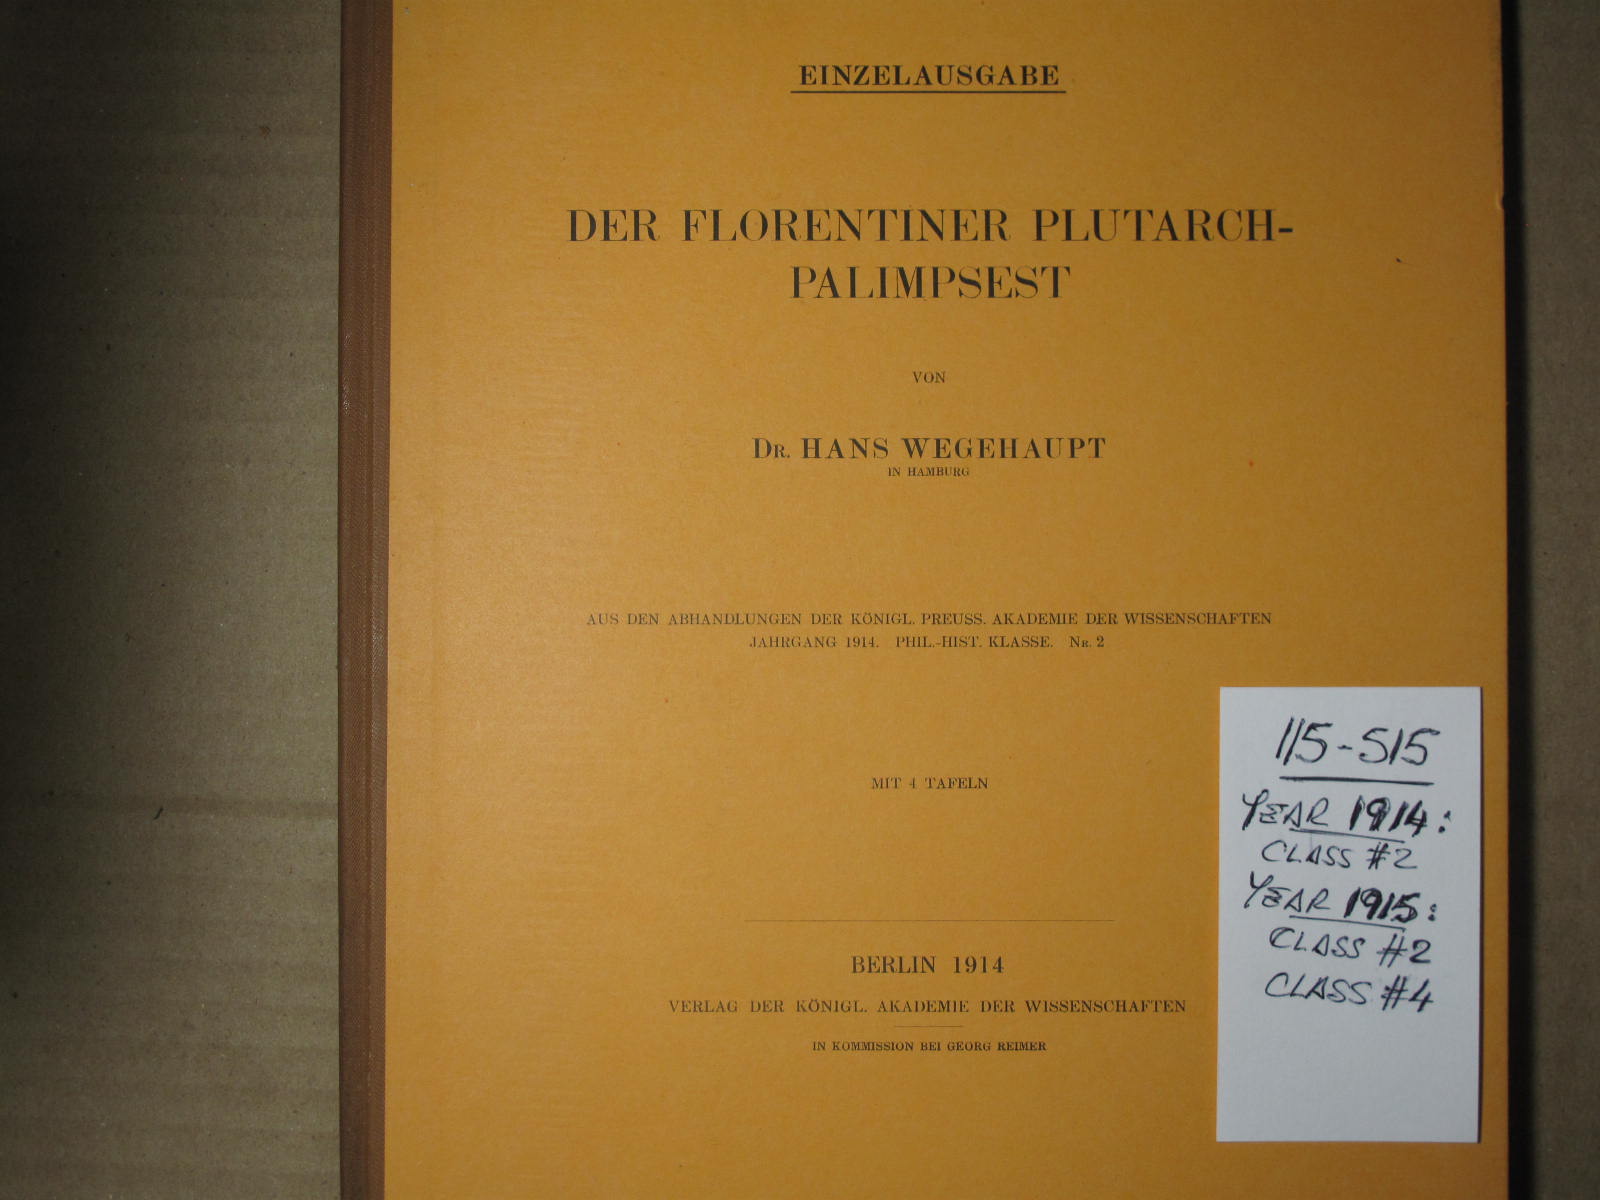 EINZELAUSGABE
DER FLORENTINER PLUTARCH-
PALIMPSEST
VON
DR. HANS WEGEHAUPT
IN HAMBURG
AUS DEN ABHANDLUNGEN DER KÖNIGL. PREUSS. AKADEMIE DER WISSENSCHAFTEN
JAHRGANG 1914. PHIL.-HIST. KLASSE. NR. 2
MIT 4 TAFELN
BERLIN 1914
VERLAG DER KÖNIGL. AKADEMIE DER WISSENSCHAFTEN
IN KOMMISSION BEI GEORG REIMER
115-515
YEAR 1914:
CLASS #2
YEAR 1915:
CLASS #2
CLASS #4